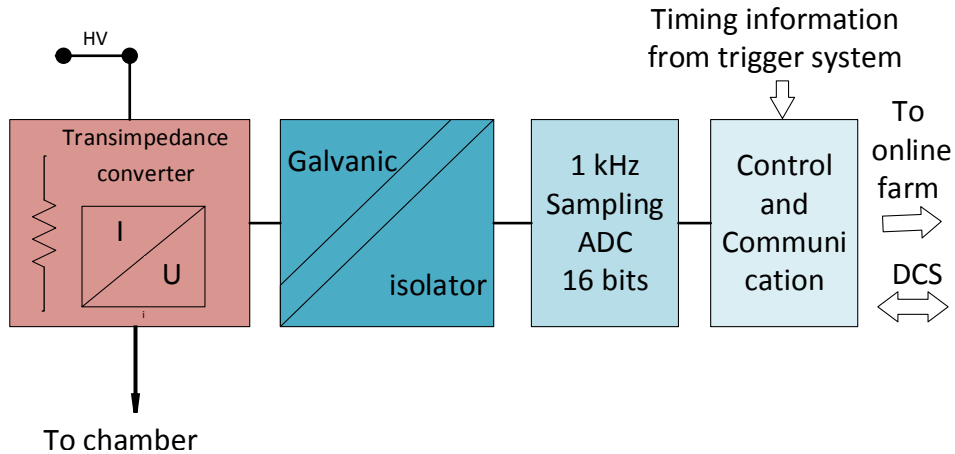 HV
Timing information
from trigger system
Transimpedance
converter
I
U
i
To chamber
Galvanic
isolator
1 kHz
Sampling
ADC
16 bits
Control
and
Communi
cation
To
online
farm
DCS